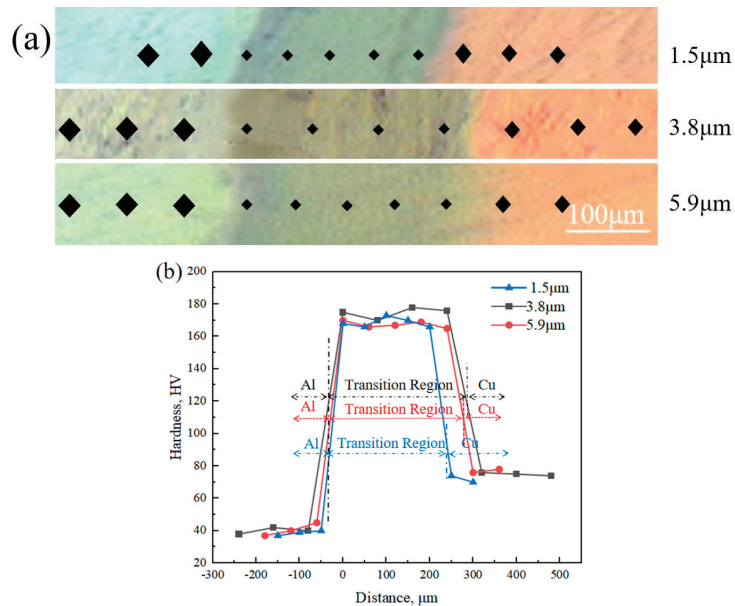 (a)
1.5μm
3.8μm
5.9μm
100μm
(b)
Hardness, HV
200
180
160
140
120
100
80
60
40
20
1.5μm
3.8μm
5.9μm
Al Transition Region Cu
Al Transition Region Cu
Al Transition Region Cu
-300 -200 -100 0 100 200 300 400 500
Distance, μm